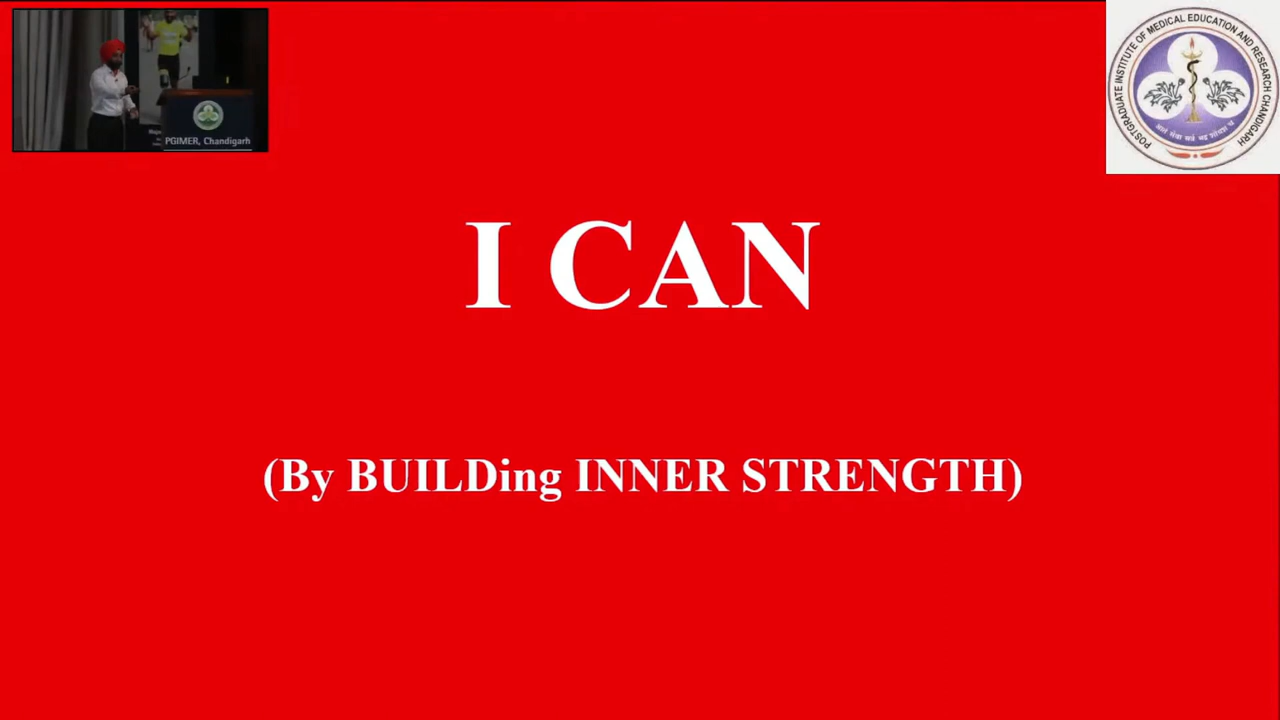 PGIMER, Chandigarh
POSTGRADUATE INSTITUTE OF MEDICAL EDUCATION AND RESEARCH CHANDIGARH
I CAN
(By BUILDing INNER STRENGTH)